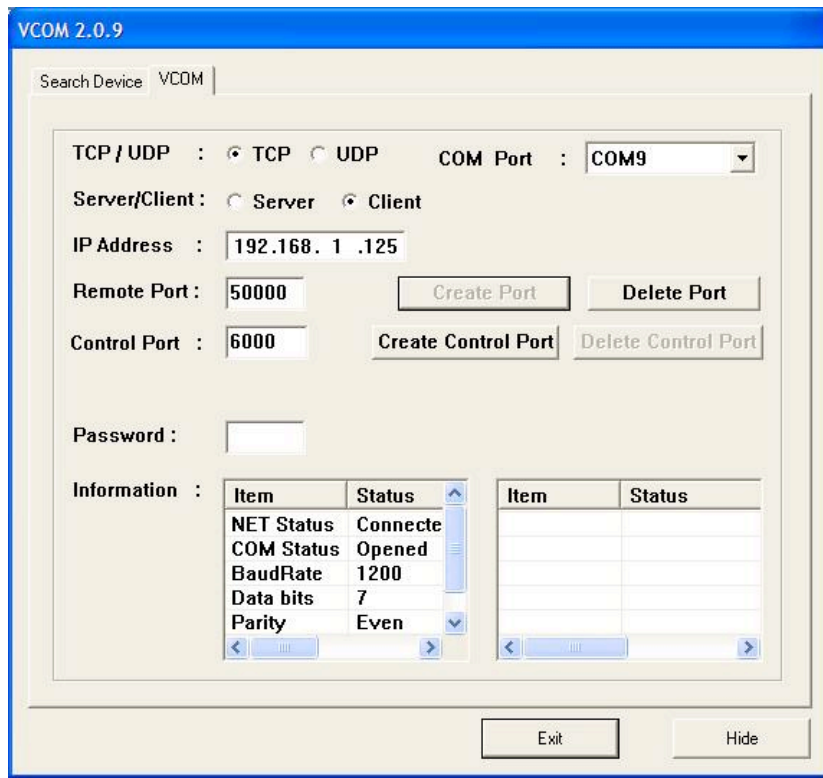 VCOM 2.0.9
Search Device VCOM
TCP / UDP : TCP UDP COM Port : COM9
Server/Client : Server Client
IP Address : 192.168. 1 .125
Remote Port : 50000 Create Port Delete Port
Control Port : 6000 Create Control Port Delete Control Port
Password :
Information : Item Status Item Status
NET Status Connecte
COM Status Opened
BaudRate 1200
Data bits 7
Parity Even
Exit Hide